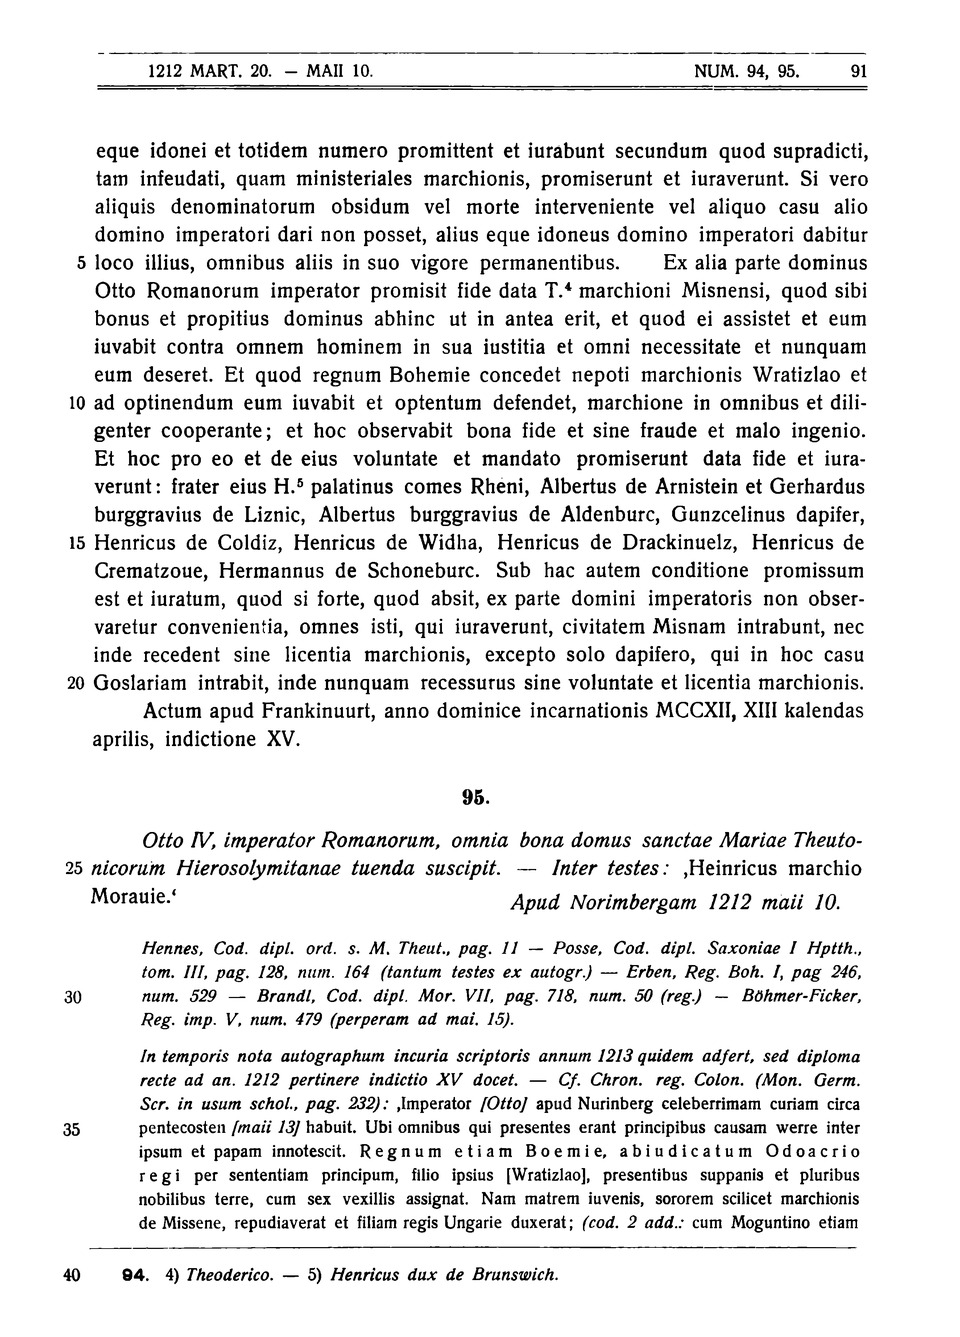 1212 MART. 20. — MAII 10. NUM. 94, 95. 91
eque idonei et totidem numero promittent et iurabunt secundum quod supradicti,
tam infeudati, quam ministeriales marchionis, promiserunt et iuraverunt. Si vero
aliquis denominatorum obsidum vel morte interveniente vel aliquo casu alio
domino imperatori dari non posset, alius eque idoneus domino imperatori dabitur
5 loco illius, omnibus aliis in suo vigore permanentibus. Ex alia parte dominus
Otto Romanorum imperator promisit fide data T.⁴ marchioni Misnensi, quod sibi
bonus et propitius dominus abhinc ut in antea erit, et quod ei assistet et eum
iuvabit contra omnem hominem in sua iustitia et omni necessitate et nunquam
eum deseret. Et quod regnum Bohemie concedet nepoti marchionis Wratizlao et
10 ad optinendum eum iuvabit et optentum defendet, marchione in omnibus et dili-
genter cooperante; et hoc observabit bona fide et sine fraude et malo ingenio.
Et hoc pro eo et de eius voluntate et mandato promiserunt data fide et iura-
verunt: frater eius H.⁵ palatinus comes Rheni, Albertus de Arnistein et Gerhardus
burggravius de Liznic, Albertus burggravius de Aldenburc, Gunzcelinus dapifer,
15 Henricus de Coldiz, Henricus de Widha, Henricus de Drackinuelz, Henricus de
Crematzoue, Hermannus de Schoneburc. Sub hac autem conditione promissum
est et iuratum, quod si forte, quod absit, ex parte domini imperatoris non obser-
varetur convenientia, omnes isti, qui iuraverunt, civitatem Misnam intrabunt, nec
inde recedent sine licentia marchionis, excepto solo dapifero, qui in hoc casu
20 Goslariam intrabit, inde nunquam recessurus sine voluntate et licentia marchionis.
Actum apud Frankinuurt, anno dominice incarnationis MCCXII, XIII kalendas
aprilis, indictione XV.
95.
Otto IV, imperator Romanorum, omnia bona domus sanctae Mariae Theuto-
25 nicorum Hierosolymitanae tuenda suscipit. — Inter testes: ‚Heinricus marchio
Morauie.‘ Apud Norimbergam 1212 maii 10.
Hennes, Cod. dipl. ord. s. M. Theut., pag. 11 — Posse, Cod. dipl. Saxoniae I Hptth.,
tom. III, pag. 128, num. 164 (tantum testes ex autogr.) — Erben, Reg. Boh. I, pag 246,
30 num. 529 — Brandl, Cod. dipl. Mor. VII, pag. 718, num. 50 (reg.) — Böhmer-Ficker,
Reg. imp. V, num. 479 (perperam ad mai. 15).
In temporis nota autographum incuria scriptoris annum 1213 quidem adfert, sed diploma
recte ad an. 1212 pertinere indictio XV docet. — Cf. Chron. reg. Colon. (Mon. Germ.
Scr. in usum schol., pag. 232): ‚Imperator [Otto] apud Nurinberg celeberrimam curiam circa
35 pentecosten [maii 13] habuit. Ubi omnibus qui presentes erant principibus causam werre inter
ipsum et papam innotescit. Regnum etiam Boemie, abiudicatum Odoacrio
regi per sententiam principum, filio ipsius [Wratizlao], presentibus suppanis et pluribus
nobilibus terre, cum sex vexillis assignat. Nam matrem iuvenis, sororem scilicet marchionis
de Missene, repudiaverat et filiam regis Ungarie duxerat; (cod. 2 add.: cum Moguntino etiam
40 94. 4) Theoderico. — 5) Henricus dux de Brunswich.